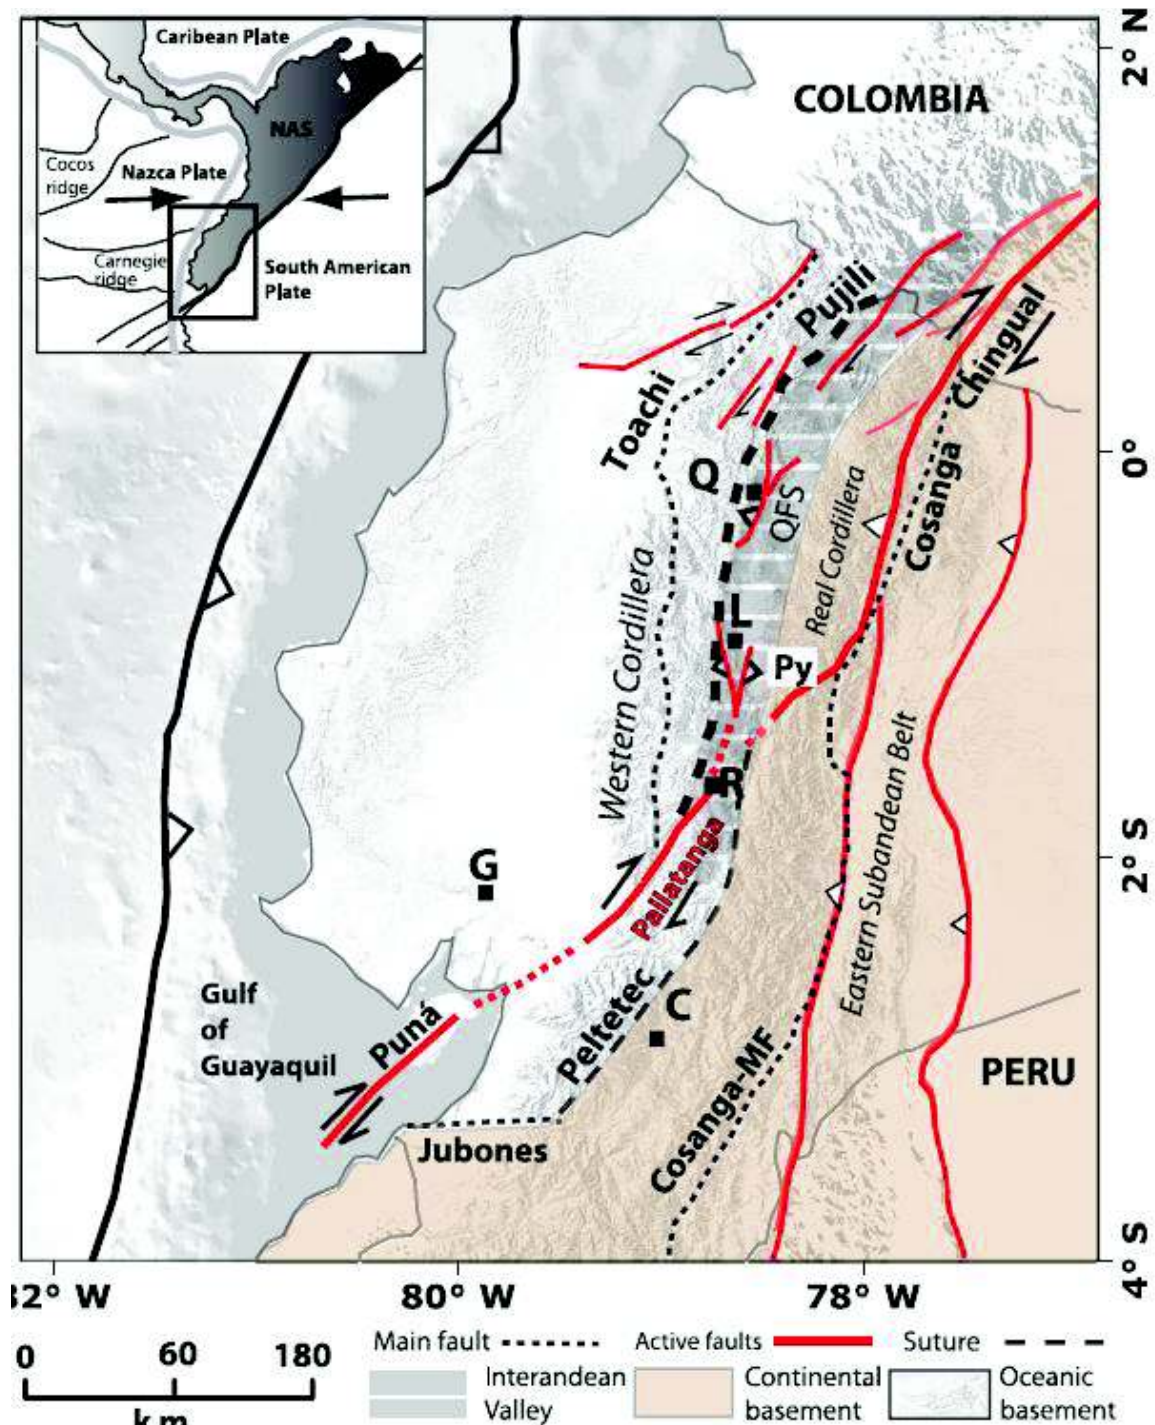 Caribean Plate
NAS
Cocos
ridge
Nazca Plate
Carnegie
ridge
South American
Plate
COLOMBIA
2° N
Pujili
Toachi
Chingual
Cosanga
0°
Q
QFS
Real Cordillera
Western Cordillera
L
Py
R
Pallatanga
Eastern Subandean Belt
2° S
G
Gulf
of
Guayaquil
Puná
Peltetec
C
Cosanga-MF
PERU
Jubones
4° S
32° W
80° W
78° W
Main fault
Active faults
Suture
0
60
180
km
Interandean
Valley
Continental
basement
Oceanic
basement